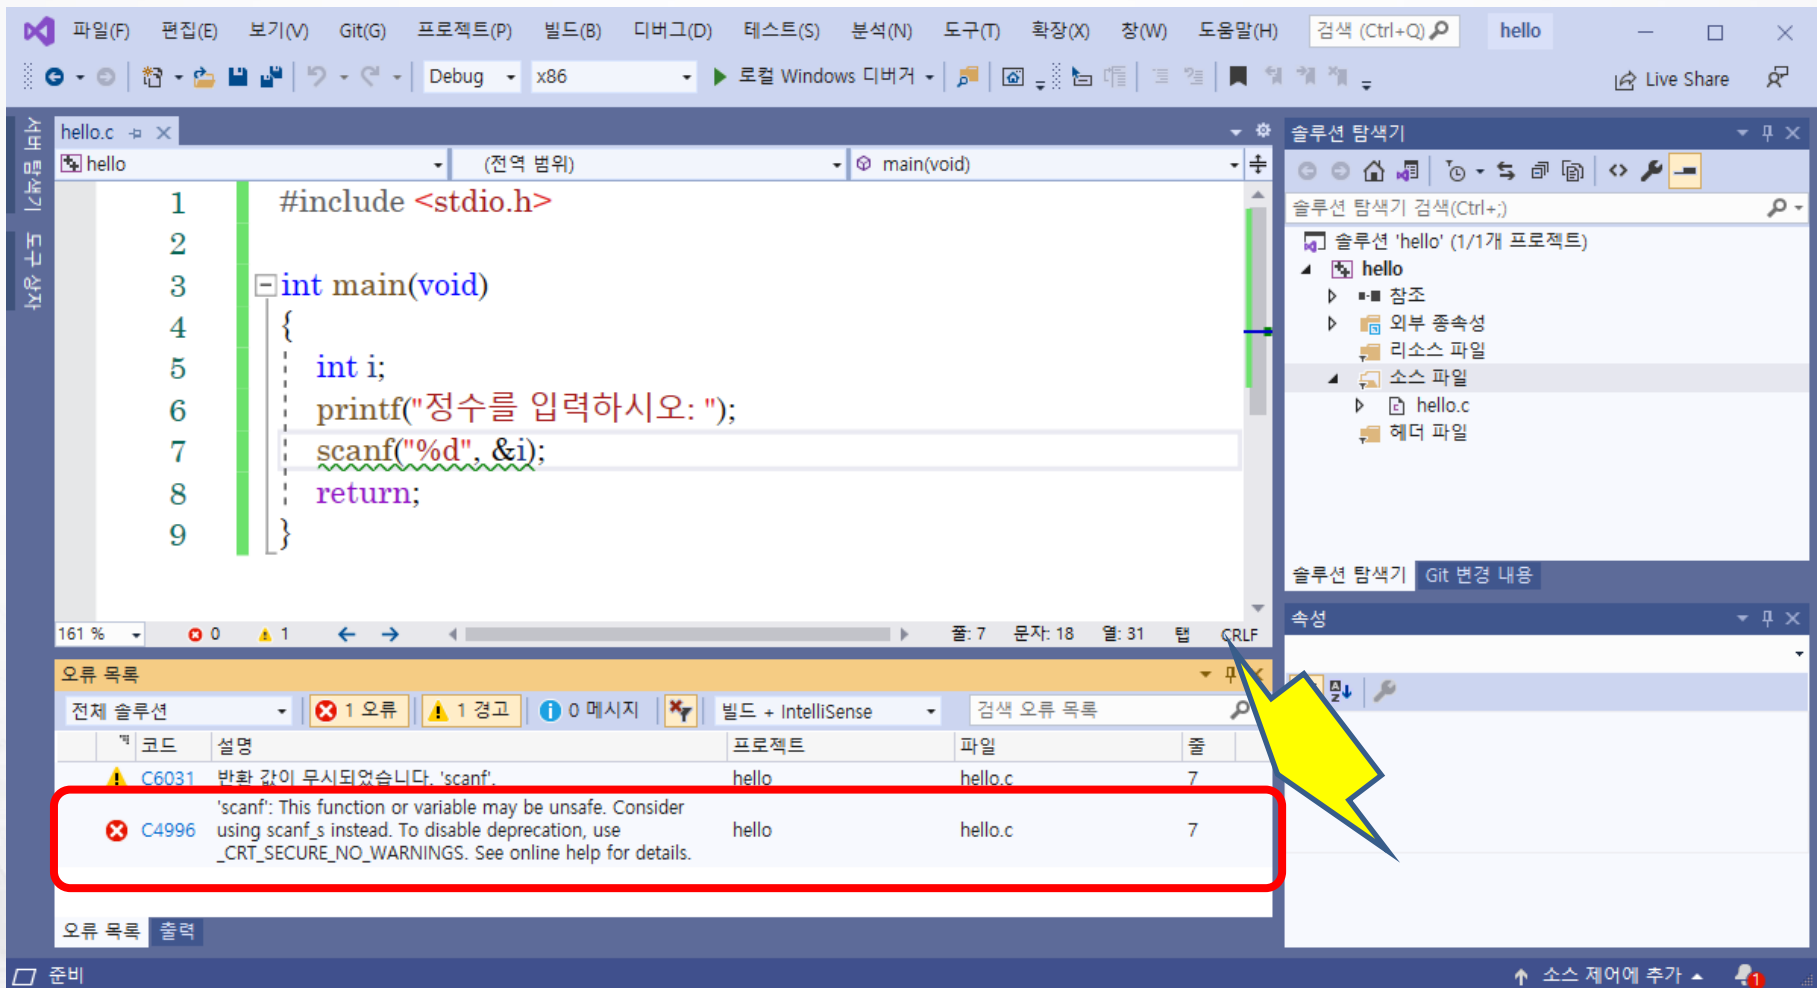 파일(F) 편집(E) 보기(V) Git(G) 프로젝트(P) 빌드(B) 디버그(D) 테스트(S) 분석(N) 도구(T) 확장(X) 창(W) 도움말(H) 검색 (Ctrl+Q) hello
Debug x86 로컬 Windows 디버거 Live Share
서버 탐색기
도구 상자
hello.c
hello (전역 범위) main(void)
1 #include <stdio.h>
2
3 int main(void)
4 {
5 int i;
6 printf("정수를 입력하시오: ");
7 scanf("%d", &i);
8 return;
9 }
161 % 0 1 줄: 7 문자: 18 열: 31 탭 CRLF
솔루션 탐색기
솔루션 탐색기 검색(Ctrl+;)
솔루션 'hello' (1/1개 프로젝트)
hello
참조
외부 종속성
리소스 파일
소스 파일
hello.c
헤더 파일
솔루션 탐색기 Git 변경 내용
속성
오류 목록
전체 솔루션 1 오류 1 경고 0 메시지 빌드 + IntelliSense 검색 오류 목록
코드 설명 프로젝트 파일 줄
C6031 반환 값이 무시되었습니다. 'scanf'. hello hello.c 7
'scanf': This function or variable may be unsafe. Consider
C4996 using scanf_s instead. To disable deprecation, use hello hello.c 7
_CRT_SECURE_NO_WARNINGS. See online help for details.
오류 목록 출력
준비 소스 제어에 추가 1